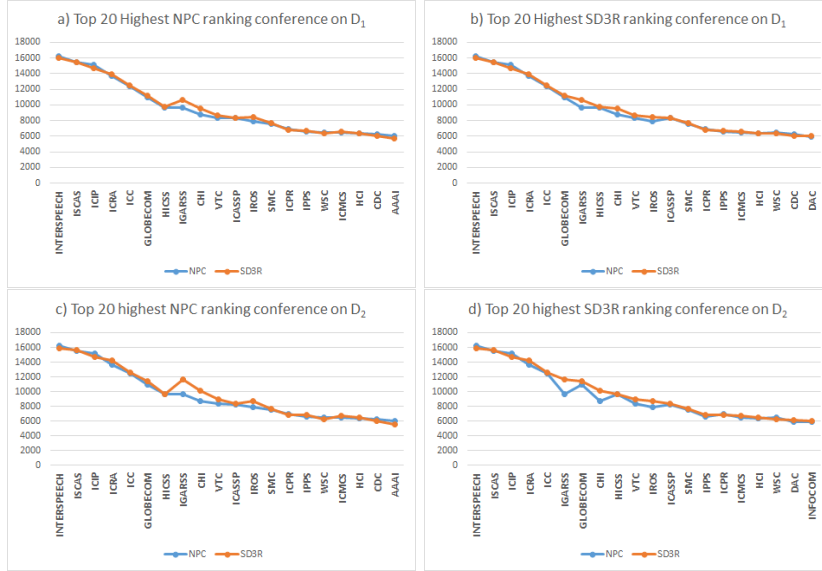 a) Top 20 Highest NPC ranking conference on D₁
18000
16000
14000
12000
10000
8000
6000
4000
2000
0
INTERSPEECH
ISCAS
ICIP
ICRA
ICC
GLOBECOM
HICSS
IGARSS
CHI
VTC
ICASSP
IROS
SMC
ICPR
IPPS
WSC
ICMCS
HCI
CDC
AAAI
NPC SD3R
b) Top 20 Highest SD3R ranking conference on D₁
18000
16000
14000
12000
10000
8000
6000
4000
2000
0
INTERSPEECH
ISCAS
ICIP
ICRA
ICC
GLOBECOM
IGARSS
HICSS
CHI
VTC
IROS
ICASSP
SMC
ICPR
IPPS
ICMCS
HCI
WSC
CDC
DAC
NPC SD3R
c) Top 20 highest NPC ranking conference on D₂
18000
16000
14000
12000
10000
8000
6000
4000
2000
0
INTERSPEECH
ISCAS
ICIP
ICRA
ICC
GLOBECOM
HICSS
IGARSS
CHI
VTC
ICASSP
IROS
SMC
ICPR
IPPS
WSC
ICMCS
HCI
CDC
AAAI
NPC SD3R
d) Top 20 highest SD3R ranking conference on D₂
18000
16000
14000
12000
10000
8000
6000
4000
2000
0
INTERSPEECH
ISCAS
ICIP
ICRA
ICC
IGARSS
GLOBECOM
CHI
HICSS
VTC
IROS
ICASSP
SMC
IPPS
ICPR
ICMCS
HCI
WSC
DAC
INFOCOM
NPC SD3R